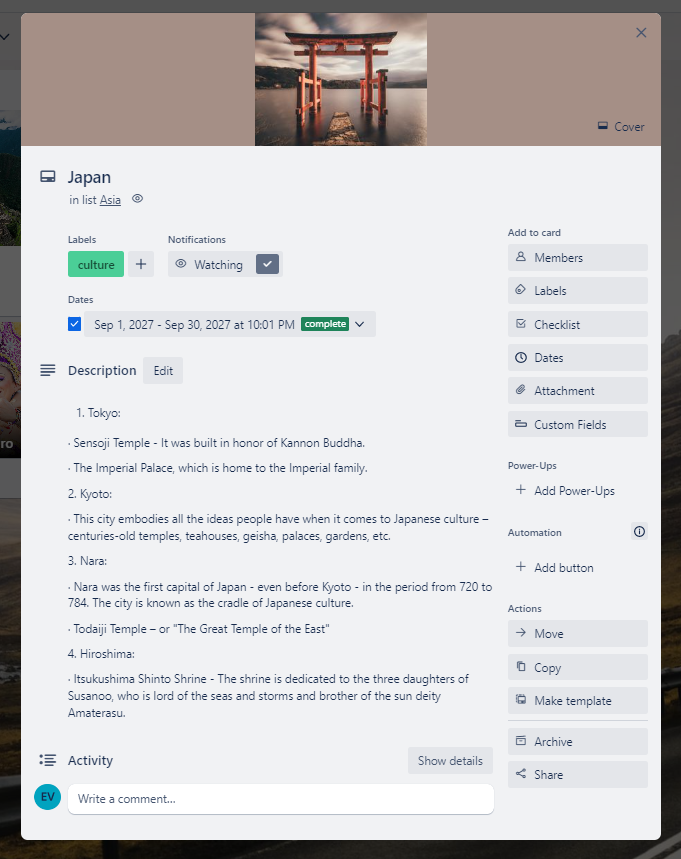 Cover
Japan
in list Asia
Labels
Notifications
culture
Watching
Dates
Sep 1, 2027 - Sep 30, 2027 at 10:01 PM complete
Description
Edit
1. Tokyo:
· Sensoji Temple - It was built in honor of Kannon Buddha.
· The Imperial Palace, which is home to the Imperial family.
2. Kyoto:
· This city embodies all the ideas people have when it comes to Japanese culture –
centuries-old temples, teahouses, geisha, palaces, gardens, etc.
3. Nara:
· Nara was the first capital of Japan - even before Kyoto - in the period from 720 to
784. The city is known as the cradle of Japanese culture.
· Todaiji Temple – or "The Great Temple of the East"
4. Hiroshima:
· Itsukushima Shinto Shrine - The shrine is dedicated to the three daughters of
Susanoo, who is lord of the seas and storms and brother of the sun deity
Amaterasu.
Activity
Show details
EV
Write a comment...
Add to card
Members
Labels
Checklist
Dates
Attachment
Custom Fields
Power-Ups
+ Add Power-Ups
Automation
+ Add button
Actions
Move
Copy
Make template
Archive
Share
ro